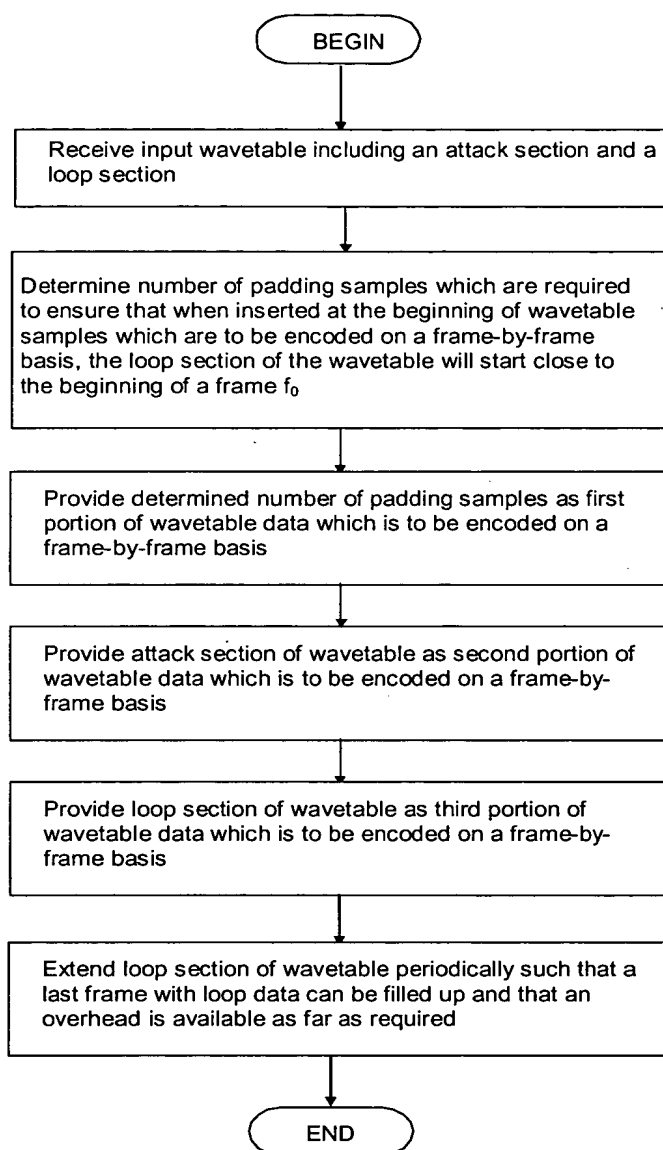 BEGIN
Receive input wavetable including an attack section and a
loop section
Determine number of padding samples which are required
to ensure that when inserted at the beginning of wavetable
samples which are to be encoded on a frame-by-frame
basis, the loop section of the wavetable will start close to
the beginning of a frame f₀
Provide determined number of padding samples as first
portion of wavetable data which is to be encoded on a
frame-by-frame basis
Provide attack section of wavetable as second portion of
wavetable data which is to be encoded on a frame-by-
frame basis
Provide loop section of wavetable as third portion of
wavetable data which is to be encoded on a frame-by-
frame basis
Extend loop section of wavetable periodically such that a
last frame with loop data can be filled up and that an
overhead is available as far as required
END